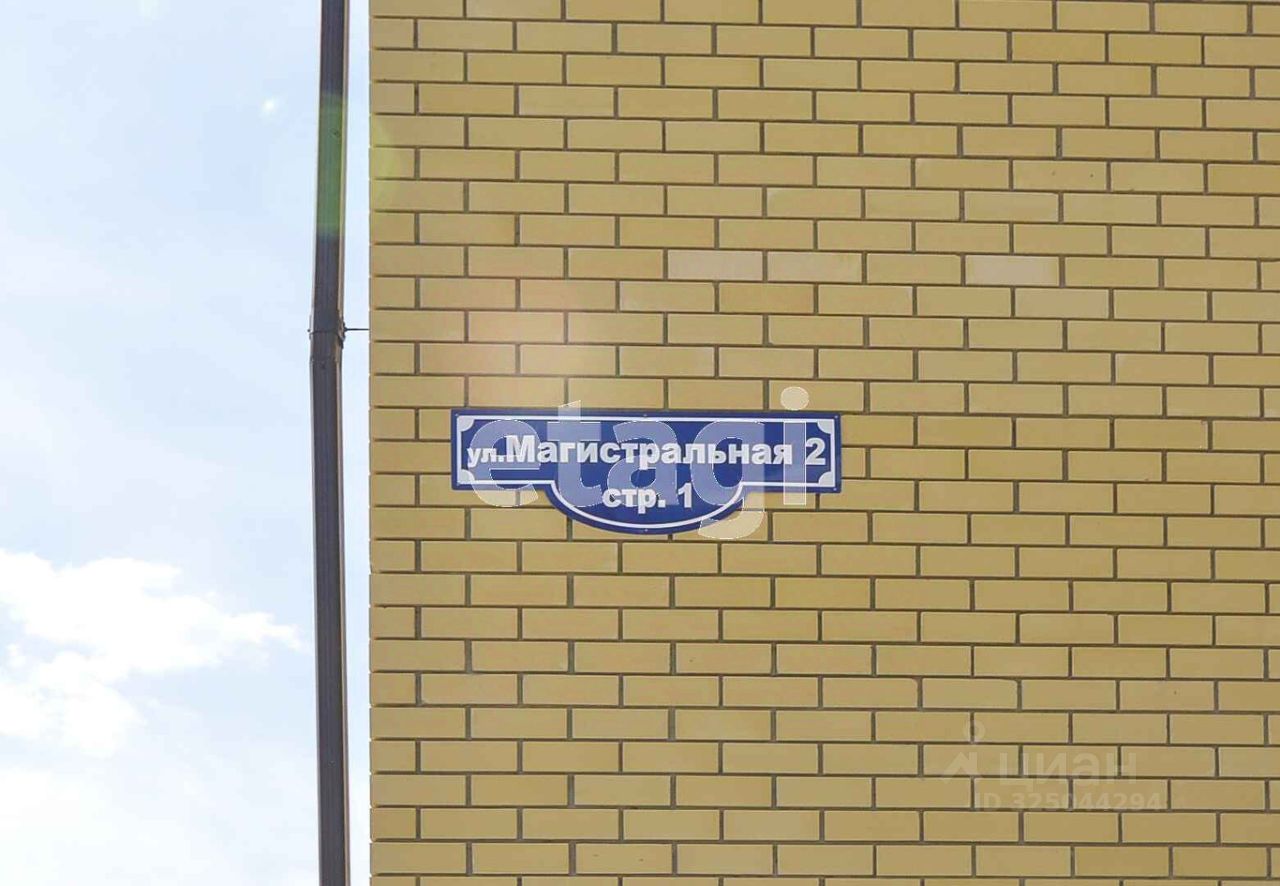 ул.Магистральная 2
стр. 1
etagi
циан
ID 325044294